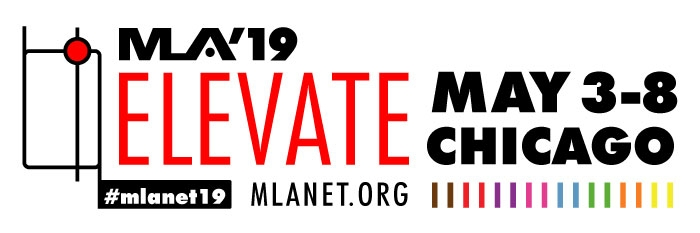 MLA'19
ELEVATE
#mlanet19
MLANET.ORG
MAY 3-8
CHICAGO